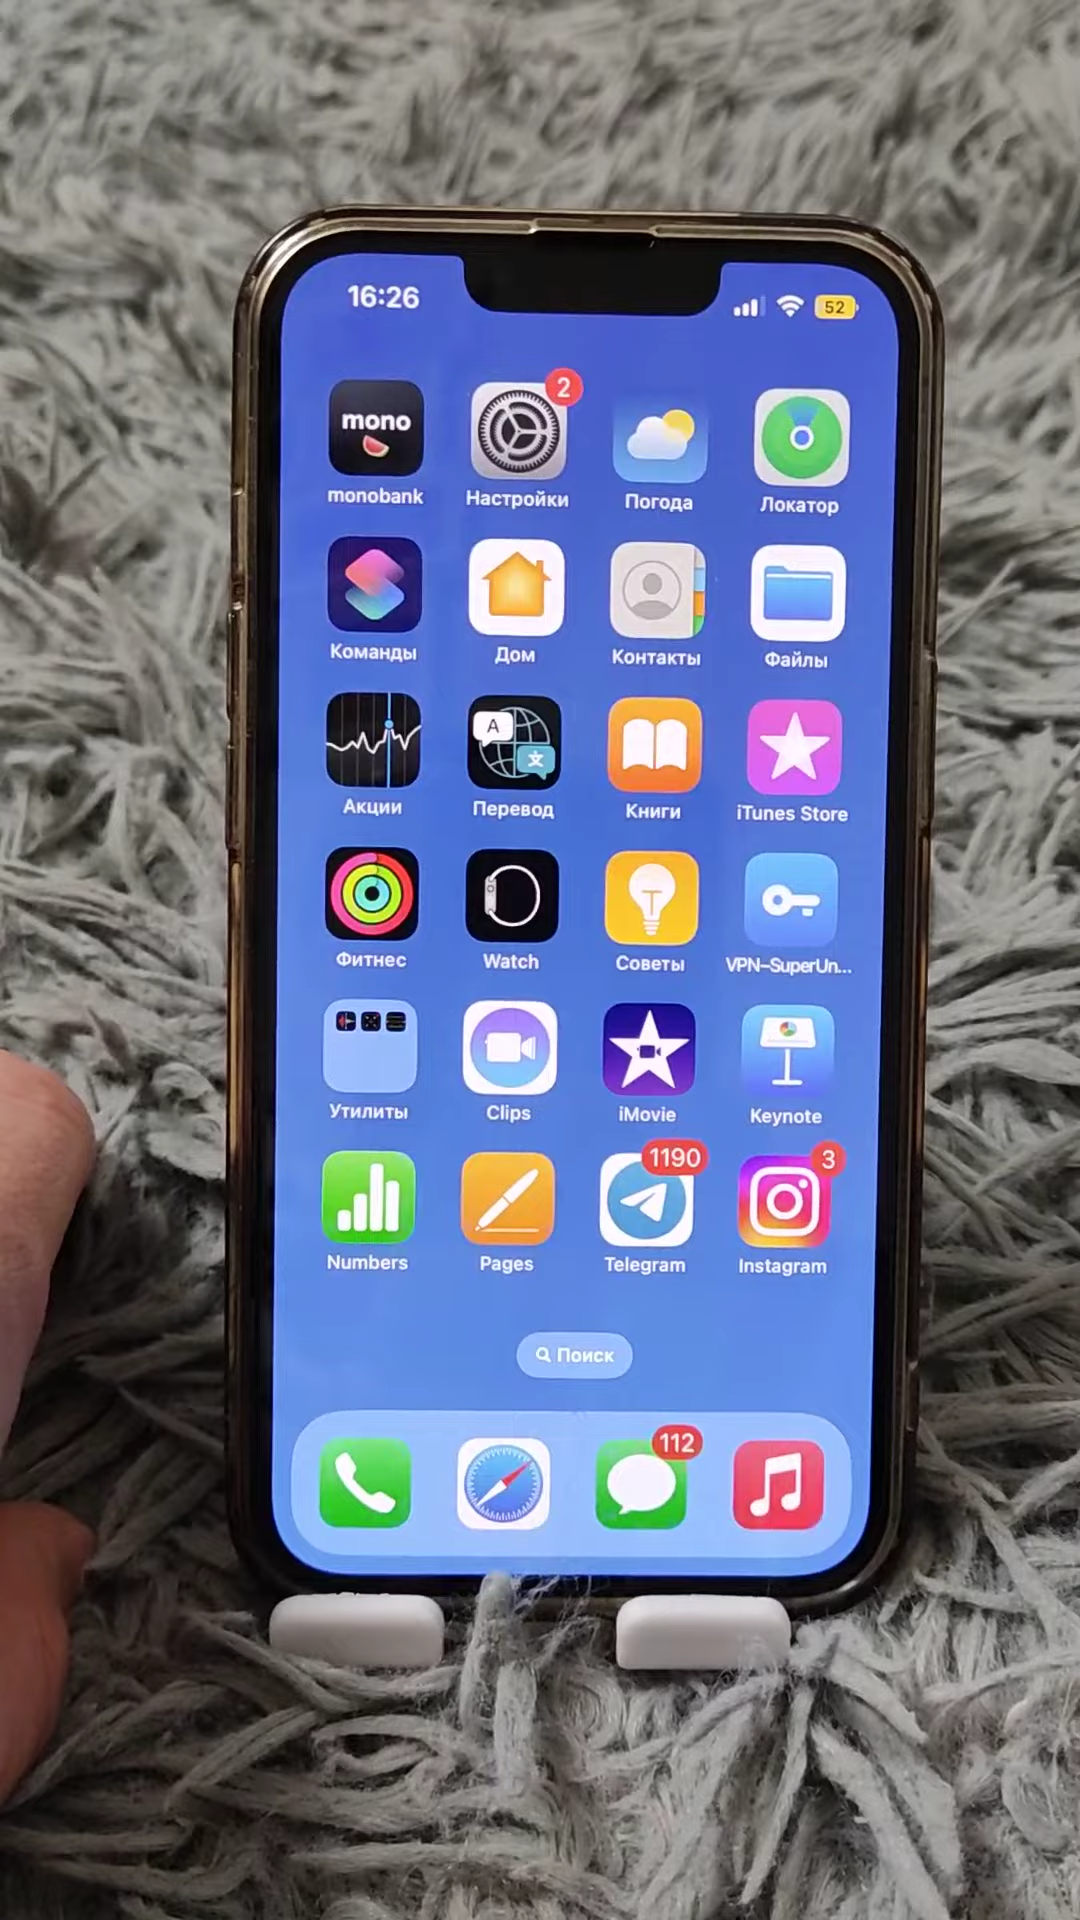 16:26
52
mono
2
monobank
Настройки
Погода
Локатор
Команды
Дом
Контакты
Файлы
A
文
Акции
Перевод
Книги
iTunes Store
Фитнес
Watch
Советы
VPN–SuperUn...
Утилиты
Clips
iMovie
Keynote
1190
3
Numbers
Pages
Telegram
Instagram
Поиск
112